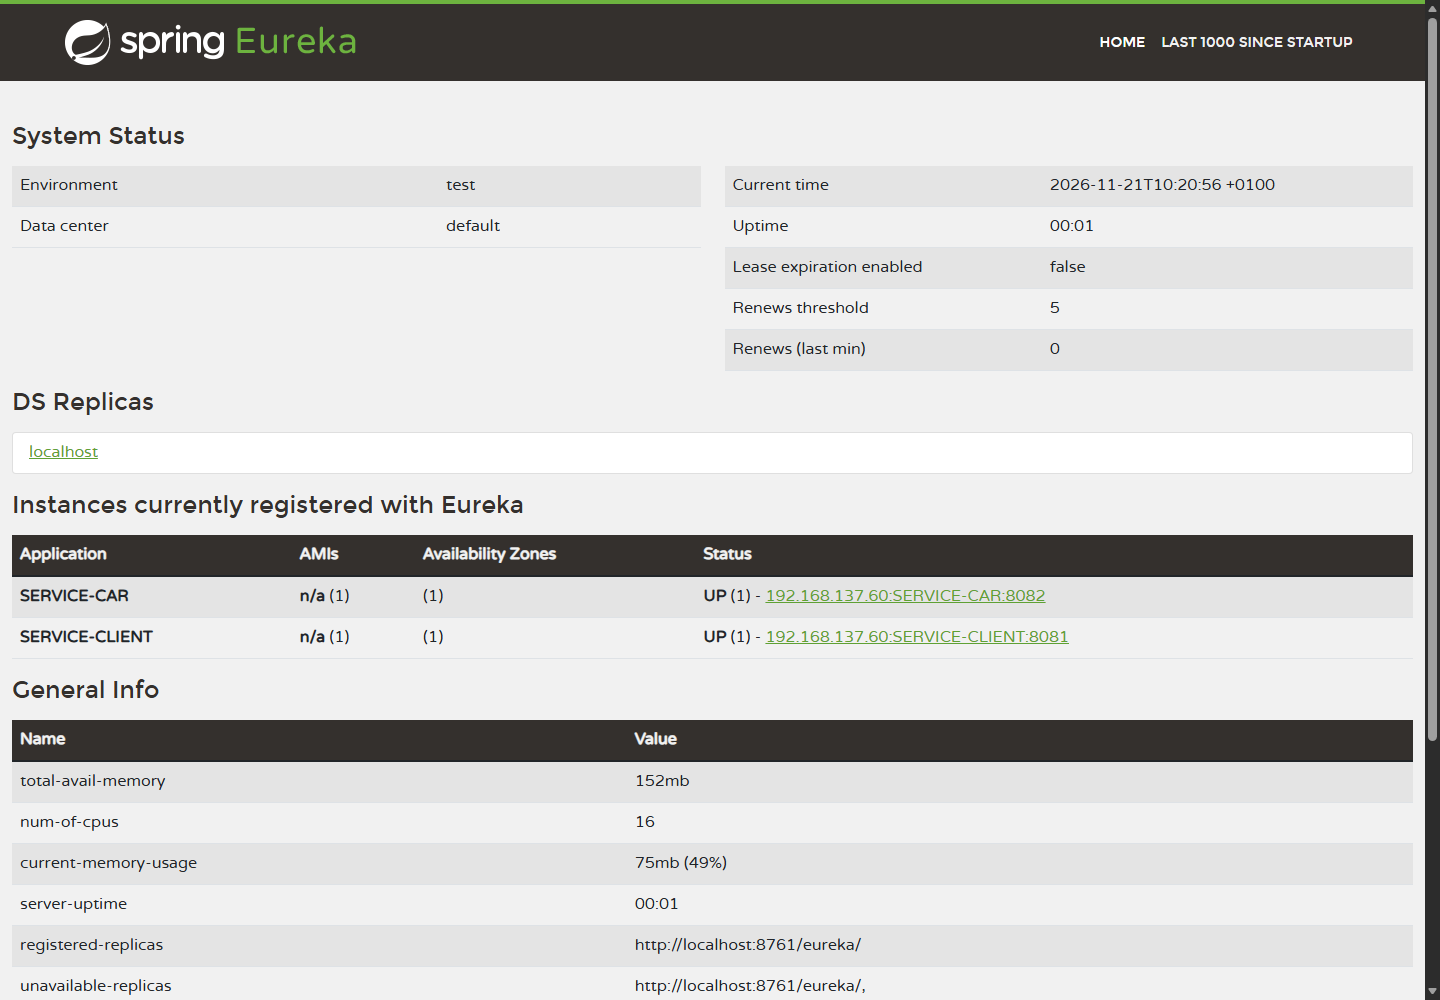 spring Eureka
HOME LAST 1000 SINCE STARTUP
System Status
Environment test
Data center default
Current time 2026-11-21T10:20:56 +0100
Uptime 00:01
Lease expiration enabled false
Renews threshold 5
Renews (last min) 0
DS Replicas
localhost
Instances currently registered with Eureka
Application AMIs Availability Zones Status
SERVICE-CAR n/a (1) (1) UP (1) - 192.168.137.60:SERVICE-CAR:8082
SERVICE-CLIENT n/a (1) (1) UP (1) - 192.168.137.60:SERVICE-CLIENT:8081
General Info
Name Value
total-avail-memory 152mb
num-of-cpus 16
current-memory-usage 75mb (49%)
server-uptime 00:01
registered-replicas http://localhost:8761/eureka/
unavailable-replicas http://localhost:8761/eureka/,